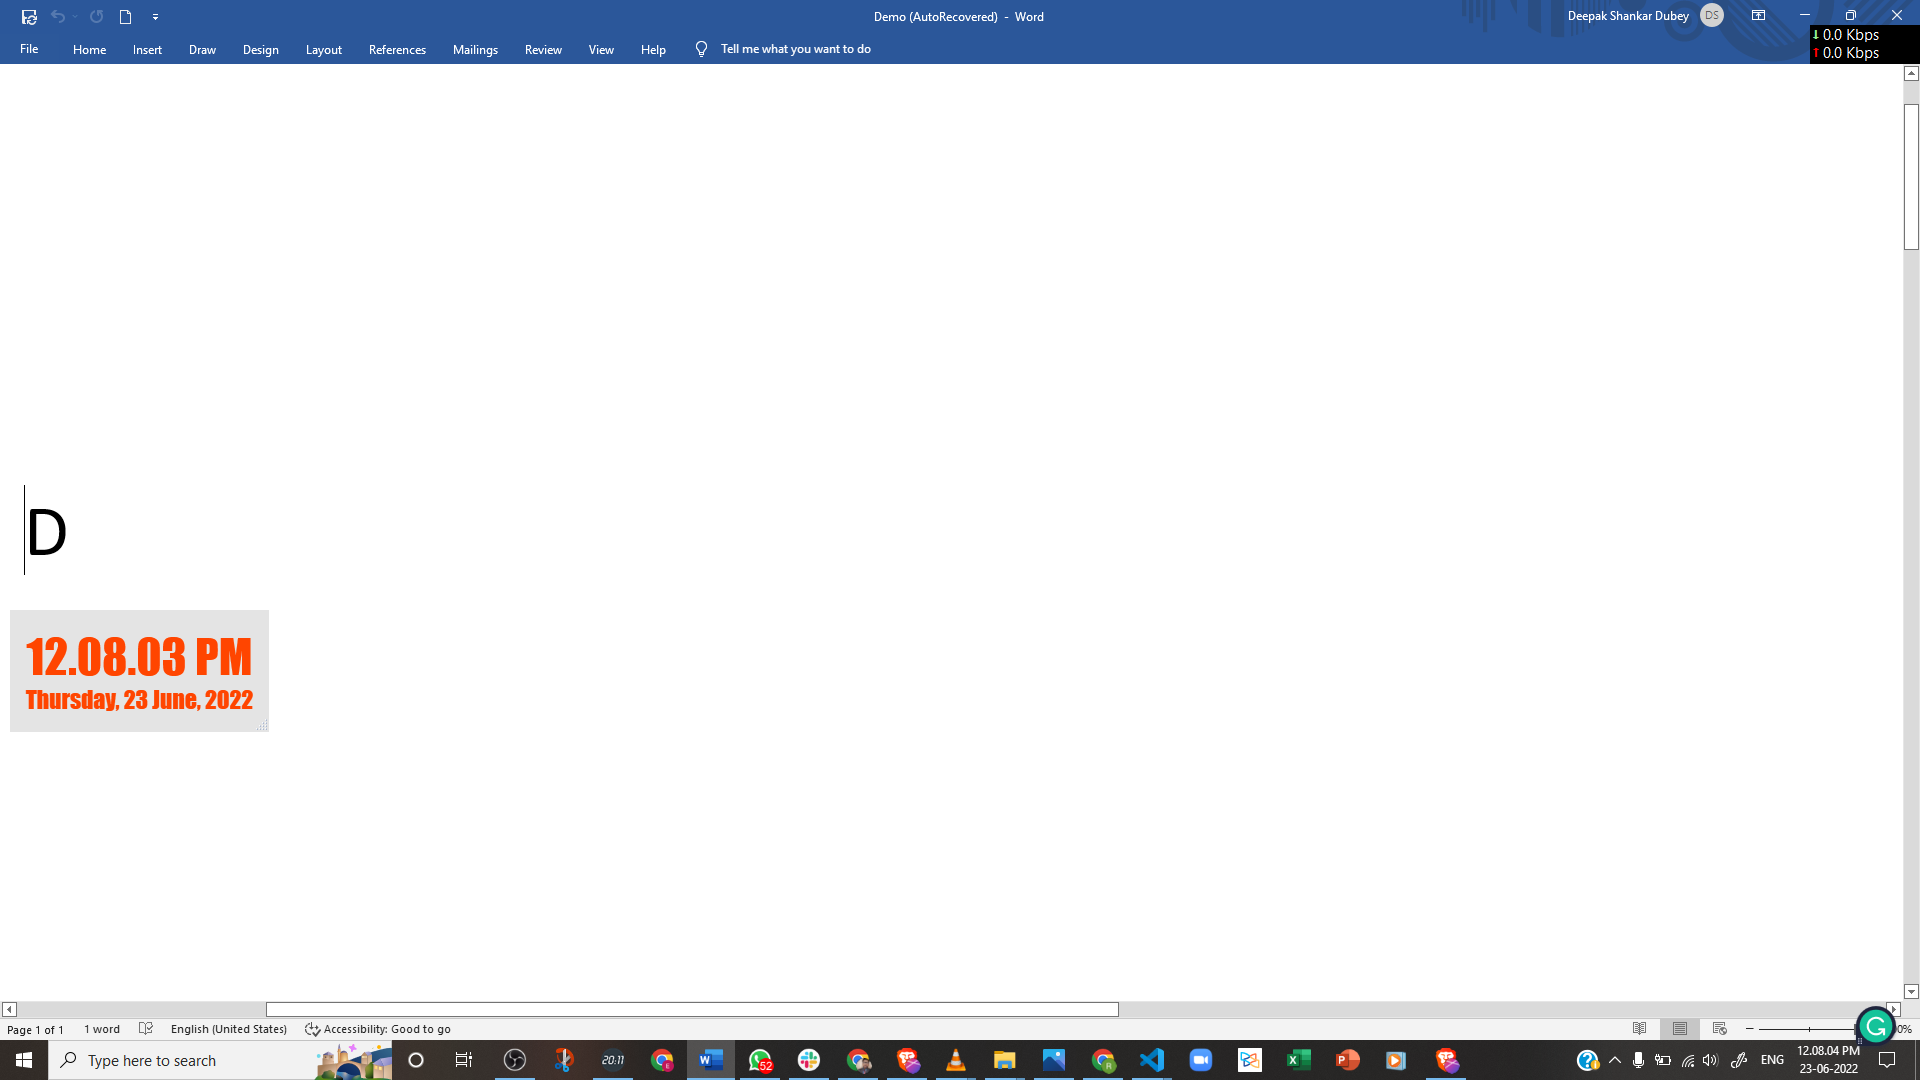 Demo (AutoRecovered) - Word
Deepak Shankar Dubey DS
File Home Insert Draw Design Layout References Mailings Review View Help Tell me what you want to do
0.0 Kbps
0.0 Kbps
D
12.08.03 PM
Thursday, 23 June, 2022
Page 1 of 1 1 word English (United States) Accessibility: Good to go
Type here to search
20:11
52
ENG
12.08.04 PM
23-06-2022